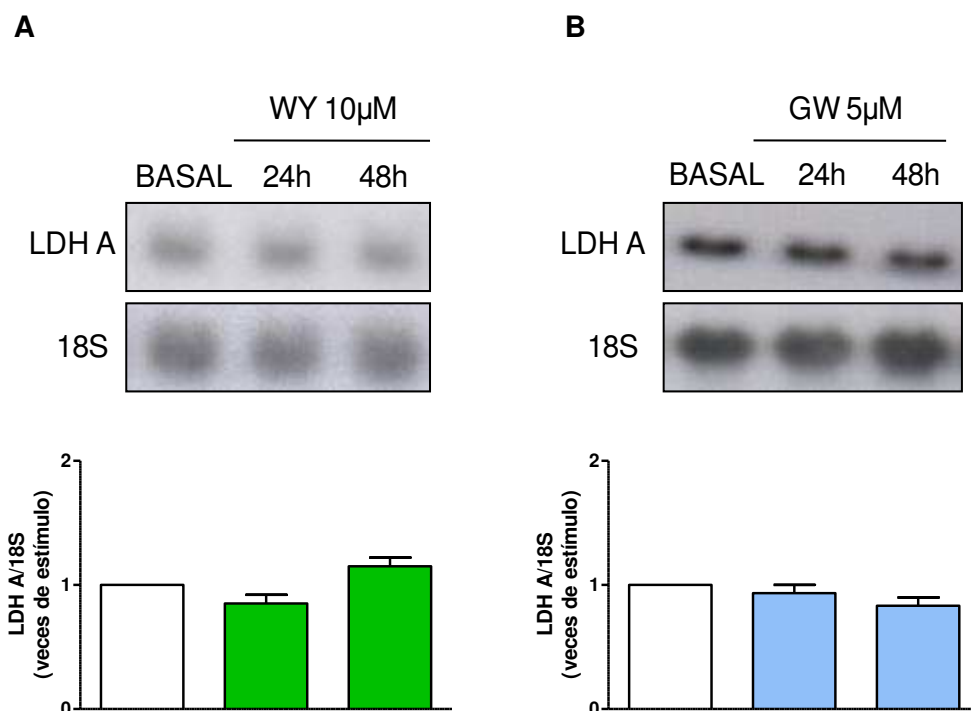 A
WY 10µM
BASAL 24h 48h
LDH A
18S
2
1
0
LDH A/18S
(veces de estímulo)
B
GW 5µM
BASAL 24h 48h
LDH A
18S
2
1
0
LDH A/18S
(veces de estímulo)